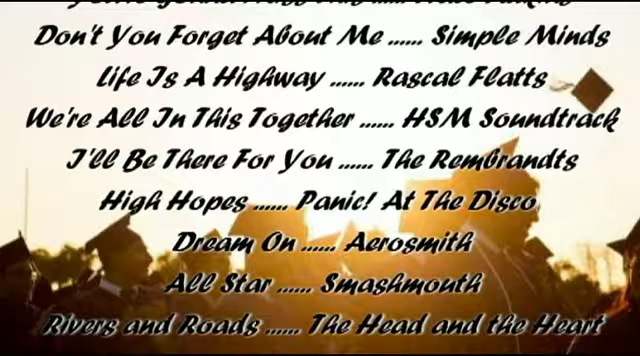 Don't You Forget About Me ...... Simple Minds
Life Is A Highway ...... Rascal Flatts
We're All In This Together ...... HSM Soundtrack
I'll Be There For You ...... The Rembrandts
High Hopes ...... Panic! At The Disco
Dream On ...... Aerosmith
All Star ...... Smashmouth
Rivers and Roads ...... The Head and the Heart